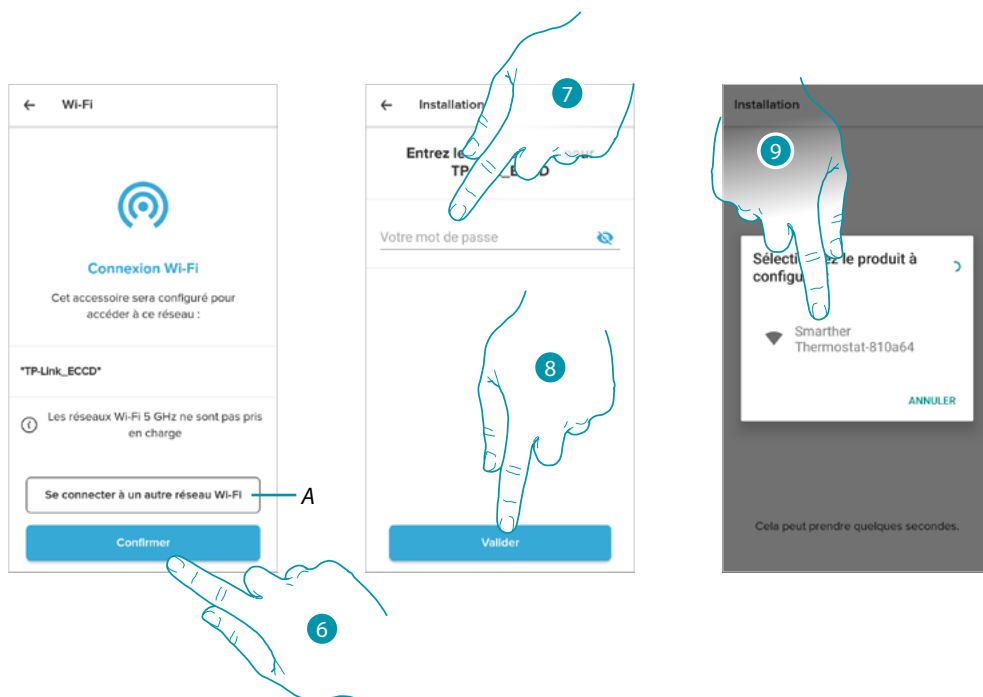 ← Wi-Fi
Connexion Wi-Fi
Cet accessoire sera configuré pour
accéder à ce réseau :
"TP-Link_ECCD"
Les réseaux Wi-Fi 5 GHz ne sont pas pris
en charge
Se connecter à un autre réseau Wi-Fi
A
Confirmer
6
← Installation
7
Entrez le pour
TP _ECCD
Votre mot de passe
8
Valider
Installation
9
le produit à
Smarther
Thermostat-810a64
ANNULER
Cela peut prendre quelques secondes.